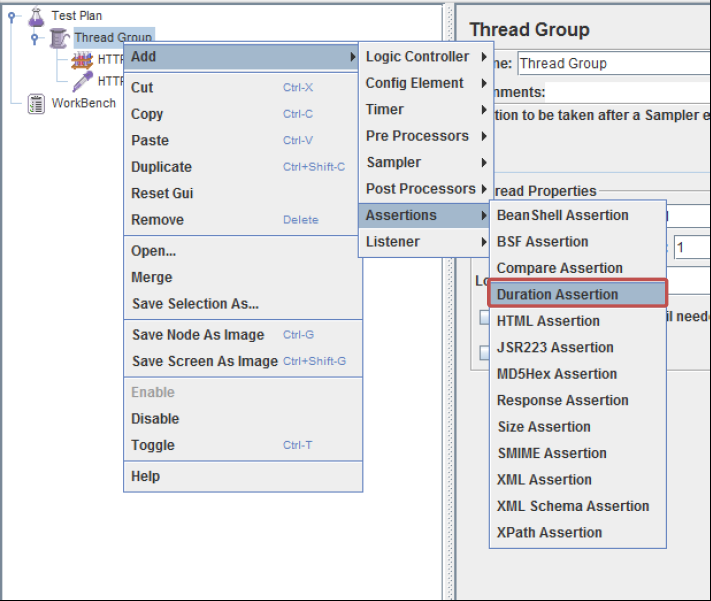 Test Plan
Thread Group
HTTP
HTTP
WorkBench
Add
Cut Ctrl-X
Copy Ctrl-C
Paste Ctrl-V
Duplicate Ctrl+Shift-C
Reset Gui
Remove Delete
Open...
Merge
Save Selection As...
Save Node As Image Ctrl-G
Save Screen As Image Ctrl+Shift-G
Enable
Disable
Toggle Ctrl-T
Help
Logic Controller
Config Element
Timer
Pre Processors
Sampler
Post Processors
Assertions
Listener
BeanShell Assertion
BSF Assertion
Compare Assertion
Duration Assertion
HTML Assertion
JSR223 Assertion
MD5Hex Assertion
Response Assertion
Size Assertion
SMIME Assertion
XML Assertion
XML Schema Assertion
XPath Assertion
Thread Group
me: Thread Group
mments:
tion to be taken after a Sampler e
read Properties
: 1
Lo
il neede